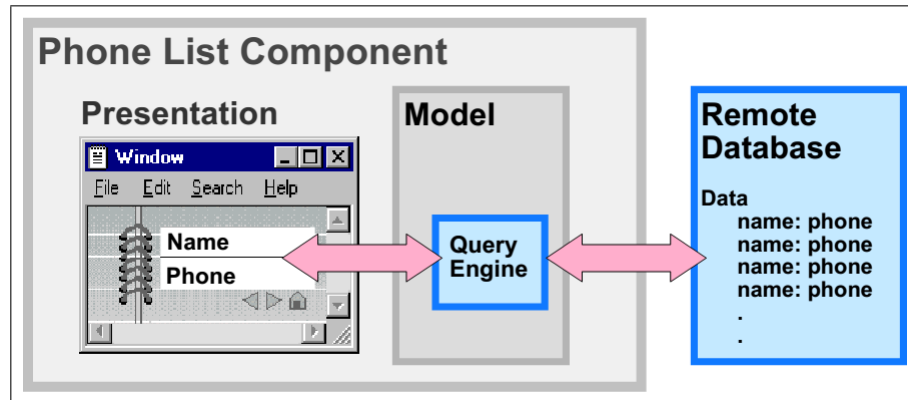 Phone List Component
Presentation
Window
File Edit Search Help
Name
Phone
Model
Query
Engine
Remote
Database
Data
name: phone
name: phone
name: phone
name: phone
.
.